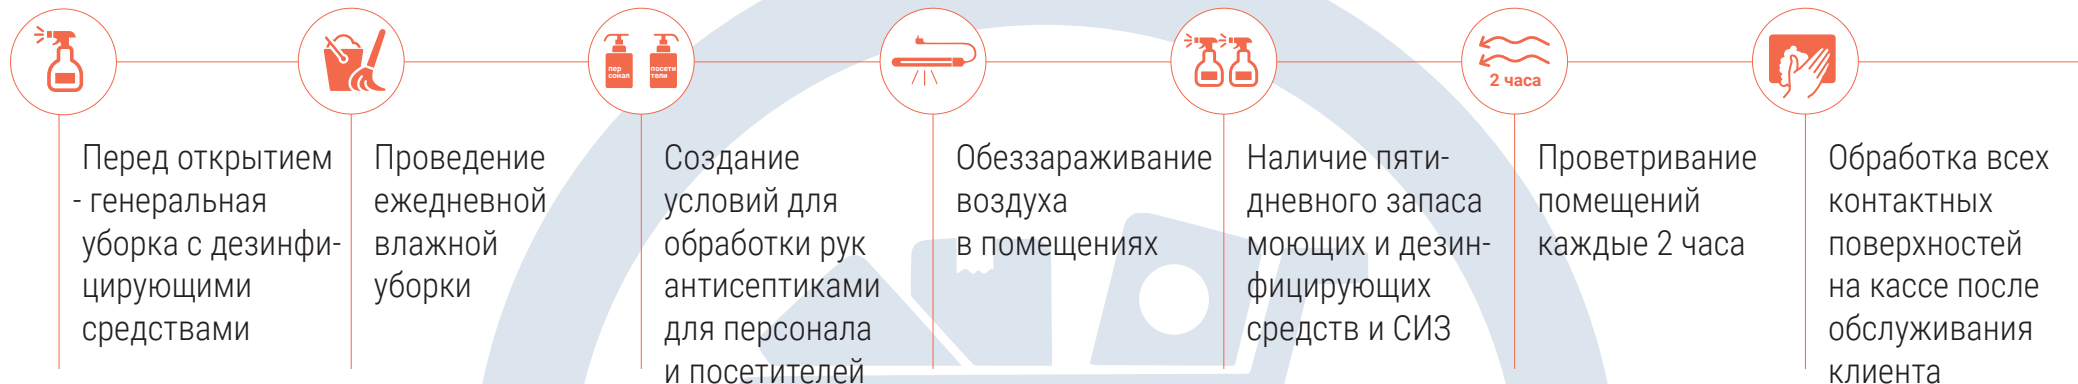 пер
сонал
посети
тели
2 часа
Перед открытием
- генеральная
уборка с дезинфи-
цирующими
средствами
Проведение
ежедневной
влажной
уборки
Создание
условий для
обработки рук
антисептиками
для персонала
и посетителей
Обеззараживание
воздуха
в помещениях
Наличие пяти-
дневного запаса
моющих и дезин-
фицирующих
средств и СИЗ
Проветривание
помещений
каждые 2 часа
Обработка всех
контактных
поверхностей
на кассе после
обслуживания
клиента